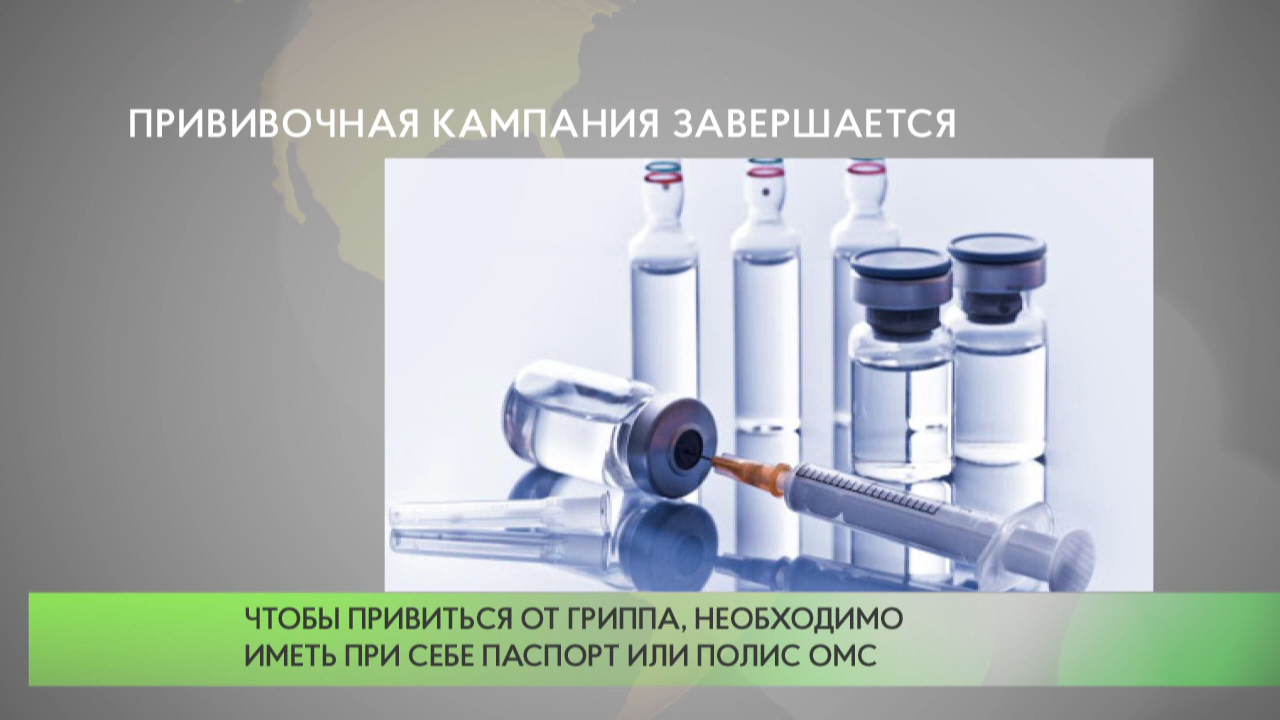 ПРИВИВОЧНАЯ КАМПАНИЯ ЗАВЕРШАЕТСЯ
ЧТОБЫ ПРИВИТЬСЯ ОТ ГРИППА, НЕОБХОДИМО
ИМЕТЬ ПРИ СЕБЕ ПАСПОРТ ИЛИ ПОЛИС ОМС